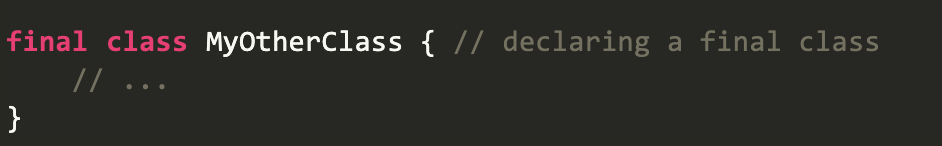 final class MyOtherClass { // declaring a final class
    // ...
}